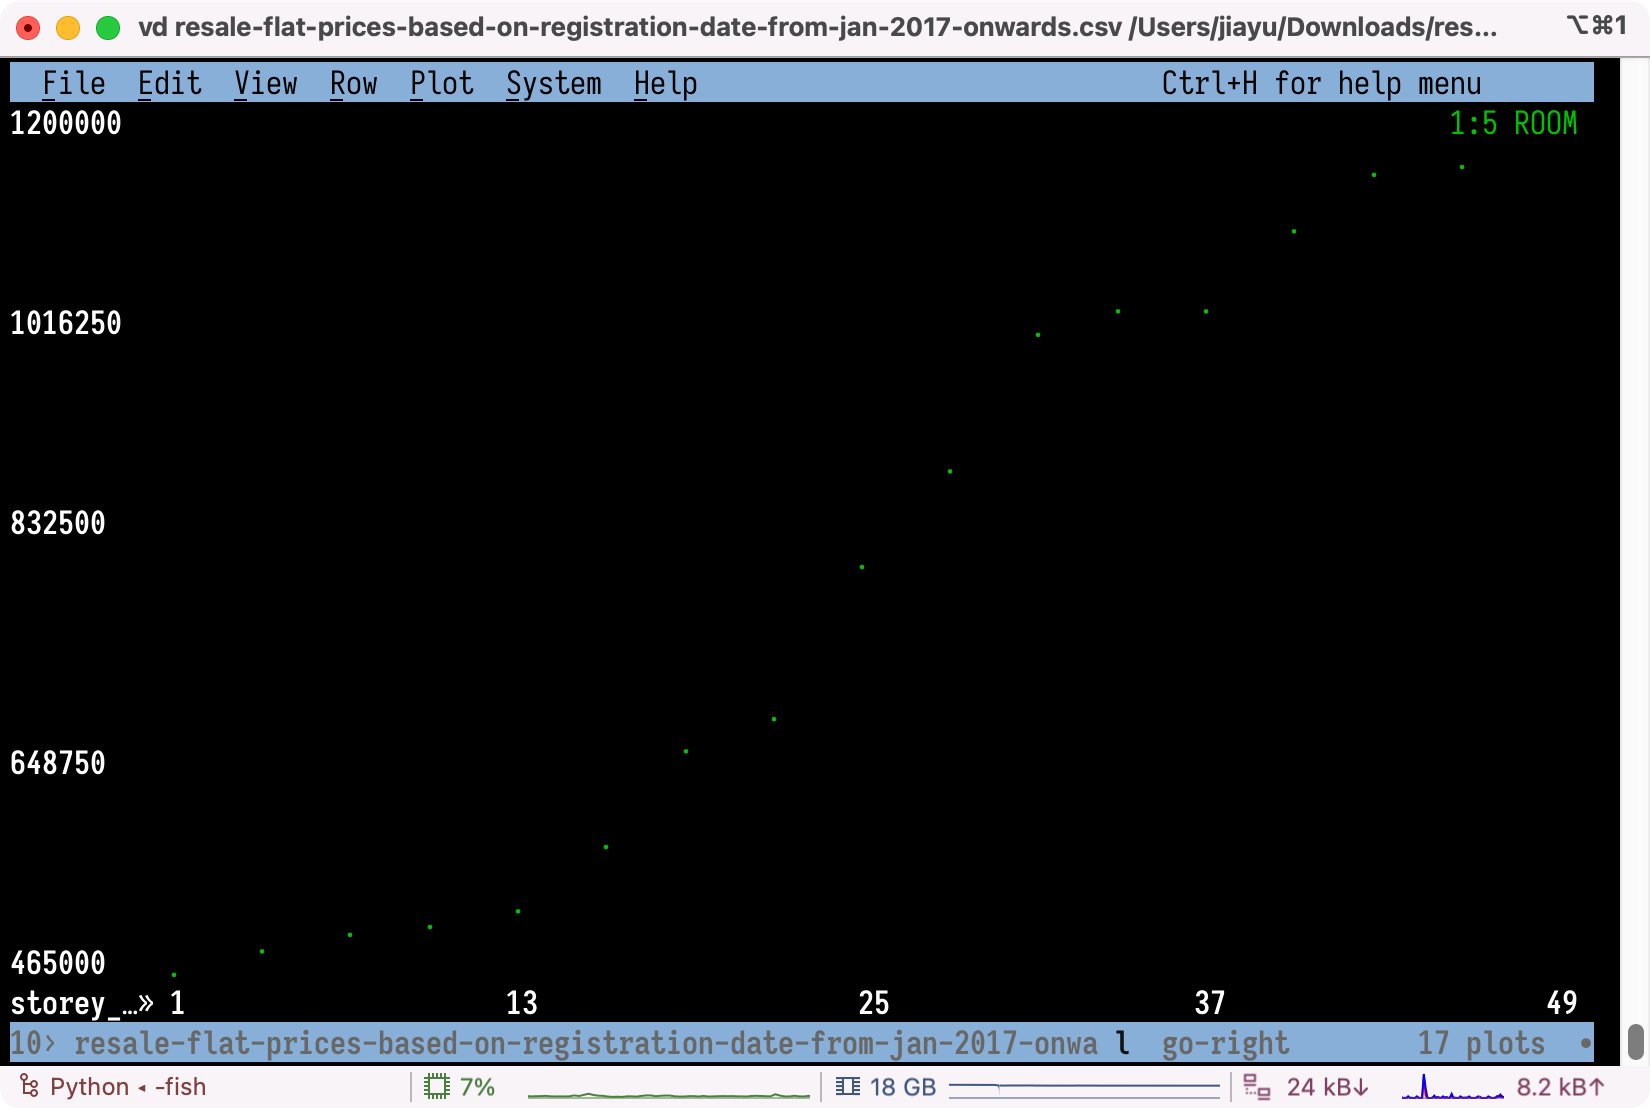 vd resale-flat-prices-based-on-registration-date-from-jan-2017-onwards.csv /Users/jiayu/Downloads/res... ⌥⌘1
File Edit View Row Plot System Help Ctrl+H for help menu
1200000 1:5 ROOM
1016250
832500
648750
465000
storey_…» 1 13 25 37 49
10› resale-flat-prices-based-on-registration-date-from-jan-2017-onwa l go-right 17 plots •
Python ◂ -fish 7% 18 GB 24 kB↓ 8.2 kB↑